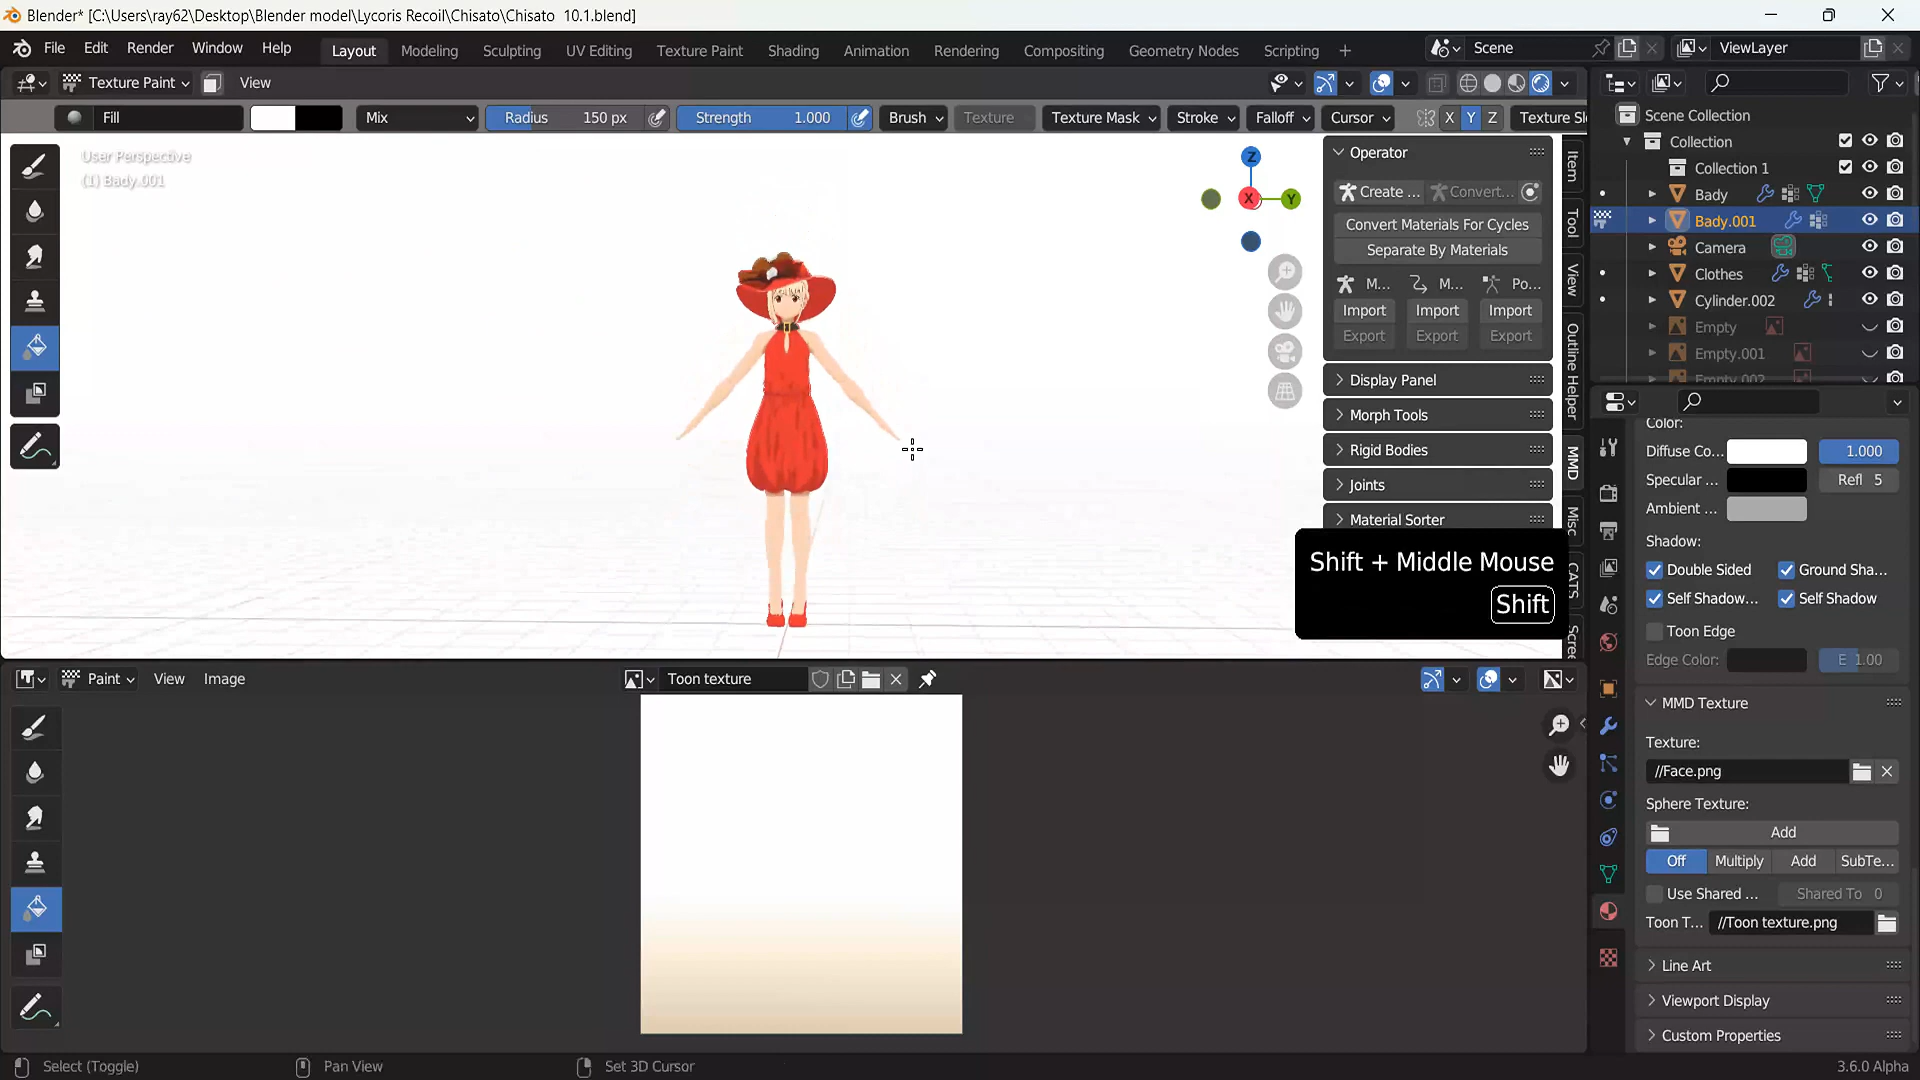 Blender* [C:\Users\ray62\Desktop\Blender model\Lycoris Recoil\Chisato\Chisato  10.1.blend]
File Edit Render Window Help Layout Modeling Sculpting UV Editing Texture Paint Shading Animation Rendering Compositing Geometry Nodes Scripting + Scene ViewLayer
Texture Paint View
Fill Mix Radius 150 px Strength 1.000 Brush Texture Texture Mask Stroke Falloff Cursor X Y Z Texture Sl
User Perspective
(1) Bady.001
Z
X
Y
Operator
Create ... Convert...
Convert Materials For Cycles
Separate By Materials
M... M... Po...
Import Import Import
Export Export Export
Display Panel
Morph Tools
Rigid Bodies
Joints
Material Sorter
Item
Tool
View
Outline Helper
MMD
Misc
CATS
Scree
Shift + Middle Mouse
Shift
Scene Collection
Collection
Collection 1
Bady
Bady.001
Camera
Clothes
Cylinder.002
Empty
Empty.001
Empty.002
Color:
Diffuse Co... 1.000
Specular ... Refl 5
Ambient ...
Shadow:
Double Sided Ground Sha...
Self Shadow... Self Shadow
Toon Edge
Edge Color: E 1.00
MMD Texture
Texture:
//Face.png
Sphere Texture:
Add
Off Multiply Add SubTe...
Use Shared ... Shared To 0
Toon T... //Toon texture.png
Line Art
Viewport Display
Custom Properties
Paint View Image Toon texture
Select (Toggle) Pan View Set 3D Cursor 3.6.0 Alpha